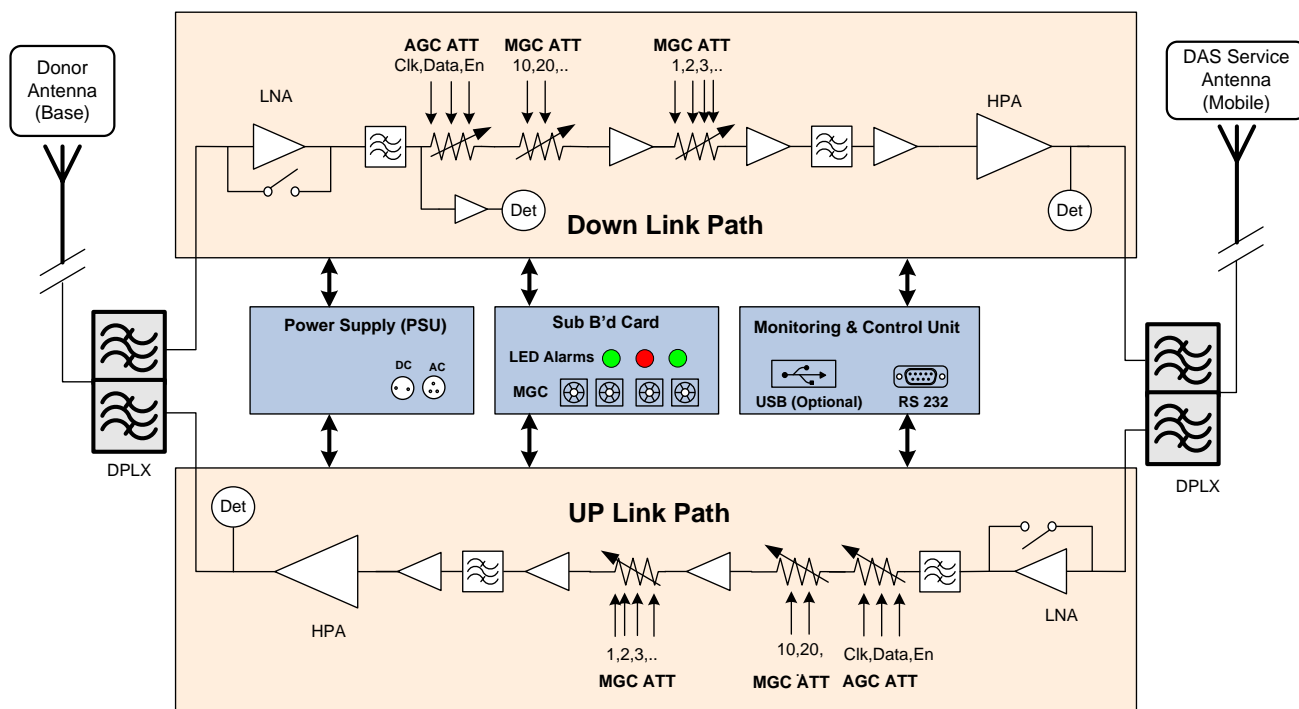 Donor
Antenna
(Base)
AGC ATT
Clk,Data,En
MGC ATT
10,20,..
MGC ATT
1,2,3,..
DAS Service
Antenna
(Mobile)
LNA
HPA
Det
Det
Down Link Path
Power Supply (PSU)
DC
AC
Sub B'd Card
LED Alarms
MGC
Monitoring & Control Unit
USB (Optional)
RS 232
DPLX
DPLX
Det
UP Link Path
HPA
LNA
1,2,3,..
MGC ATT
10,20,
.
MGC ATT
Clk,Data,En
AGC ATT